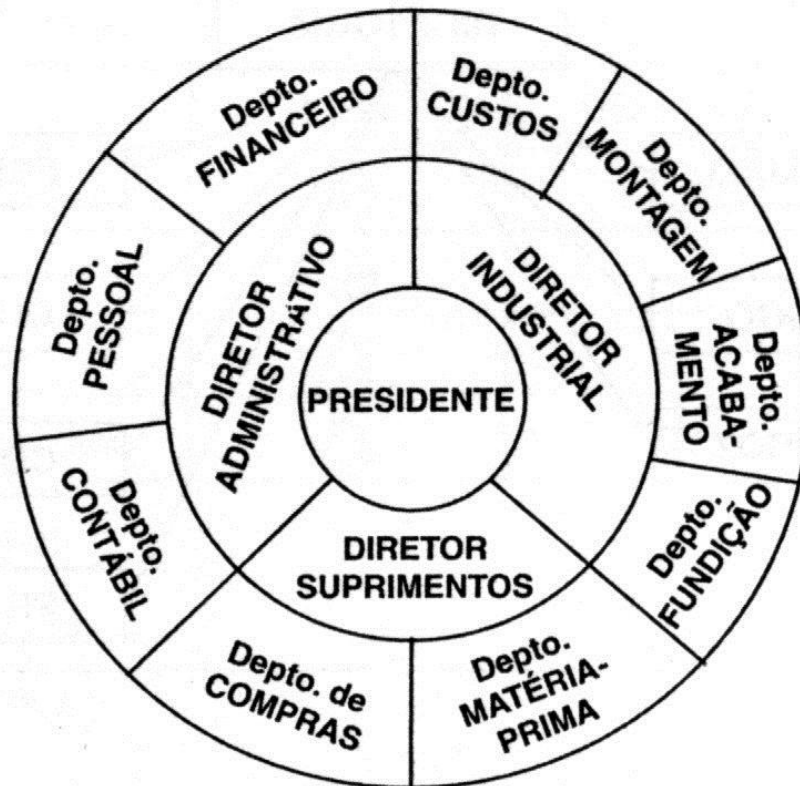 Depto.
FINANCEIRO
Depto.
CUSTOS
Depto.
MONTAGEM
Depto.
ACABA-
MENTO
Depto.
FUNDIÇÃO
Depto.
MATÉRIA-
PRIMA
Depto. de
COMPRAS
Depto.
CONTÁBIL
Depto.
PESSOAL
DIRETOR
ADMINISTRATIVO
DIRETOR
INDUSTRIAL
DIRETOR
SUPRIMENTOS
PRESIDENTE